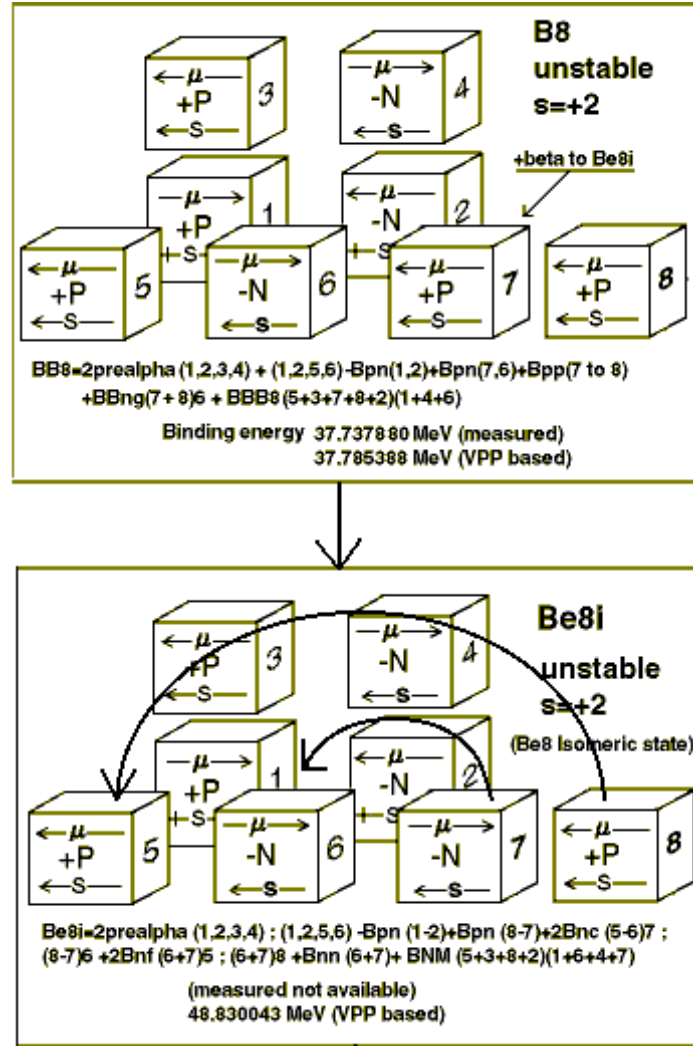 B8
unstable
s=+2
+beta to Be8i
←μ— +P ←S— 3
—μ→ -N ←s— 4
—μ→ +P ←S 1
←μ— -N ←S 2
←μ— +P ←S— 5
—μ→ -N ←s— 6
←μ— +P ←S— 7
←μ— +P ←S— 8
BB8=2prealpha (1,2,3,4) + (1,2,5,6) -Bpn(1,2)+Bpn(7,6)+Bpp(7 to 8)
+BBng(7+ 8)6 + BBB8 (5+3+7+8+2)(1+4+6)
Binding energy 37.737880 MeV (measured)
37.785388 MeV (VPP based)
Be8i
unstable
s=+2
(Be8 Isomeric state)
←μ— +P ←S— 3
—μ→ -N ←s— 4
—μ→ +P ←S 1
←μ— -N ←S 2
←μ— +P ←S— 5
—μ→ -N ←s— 6
—μ→ -N ←s— 7
←μ— +P ←S— 8
Be8i=2prealpha (1,2,3,4) ; (1,2,5,6) -Bpn (1-2)+Bpn (8-7)+2Bnc (5-6)7 ;
(8-7)6 +2Bnf (6+7)5 ; (6+7)8 +Bnn (6+7)+ BNM (5+3+8+2)(1+6+4+7)
(measured not available)
48.830043 MeV (VPP based)